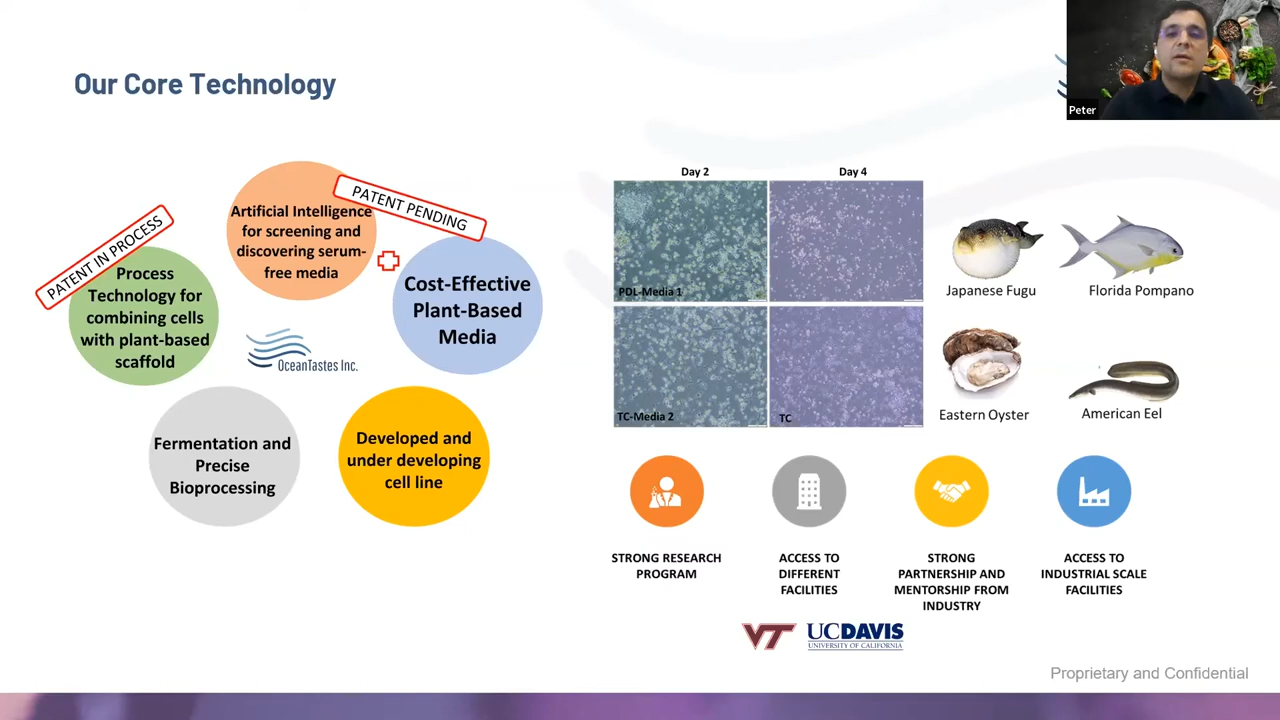 Our Core Technology
Peter
PATENT IN PROCESS
PATENT PENDING
Artificial Intelligence
for screening and
discovering serum-
free media
Process
Technology for
combining cells
with plant-based
scaffold
Cost-Effective
Plant-Based
Media
OceanTastes Inc.
Fermentation and
Precise
Bioprocessing
Developed and
under developing
cell line
Day 2
Day 4
PDL-Media 1
TC-Media 2
TC
Japanese Fugu
Florida Pompano
Eastern Oyster
American Eel
STRONG RESEARCH
PROGRAM
ACCESS TO
DIFFERENT
FACILITIES
STRONG
PARTNERSHIP AND
MENTORSHIP FROM
INDUSTRY
ACCESS TO
INDUSTRIAL SCALE
FACILITIES
VT
UCDAVIS
UNIVERSITY OF CALIFORNIA
Proprietary and Confidential